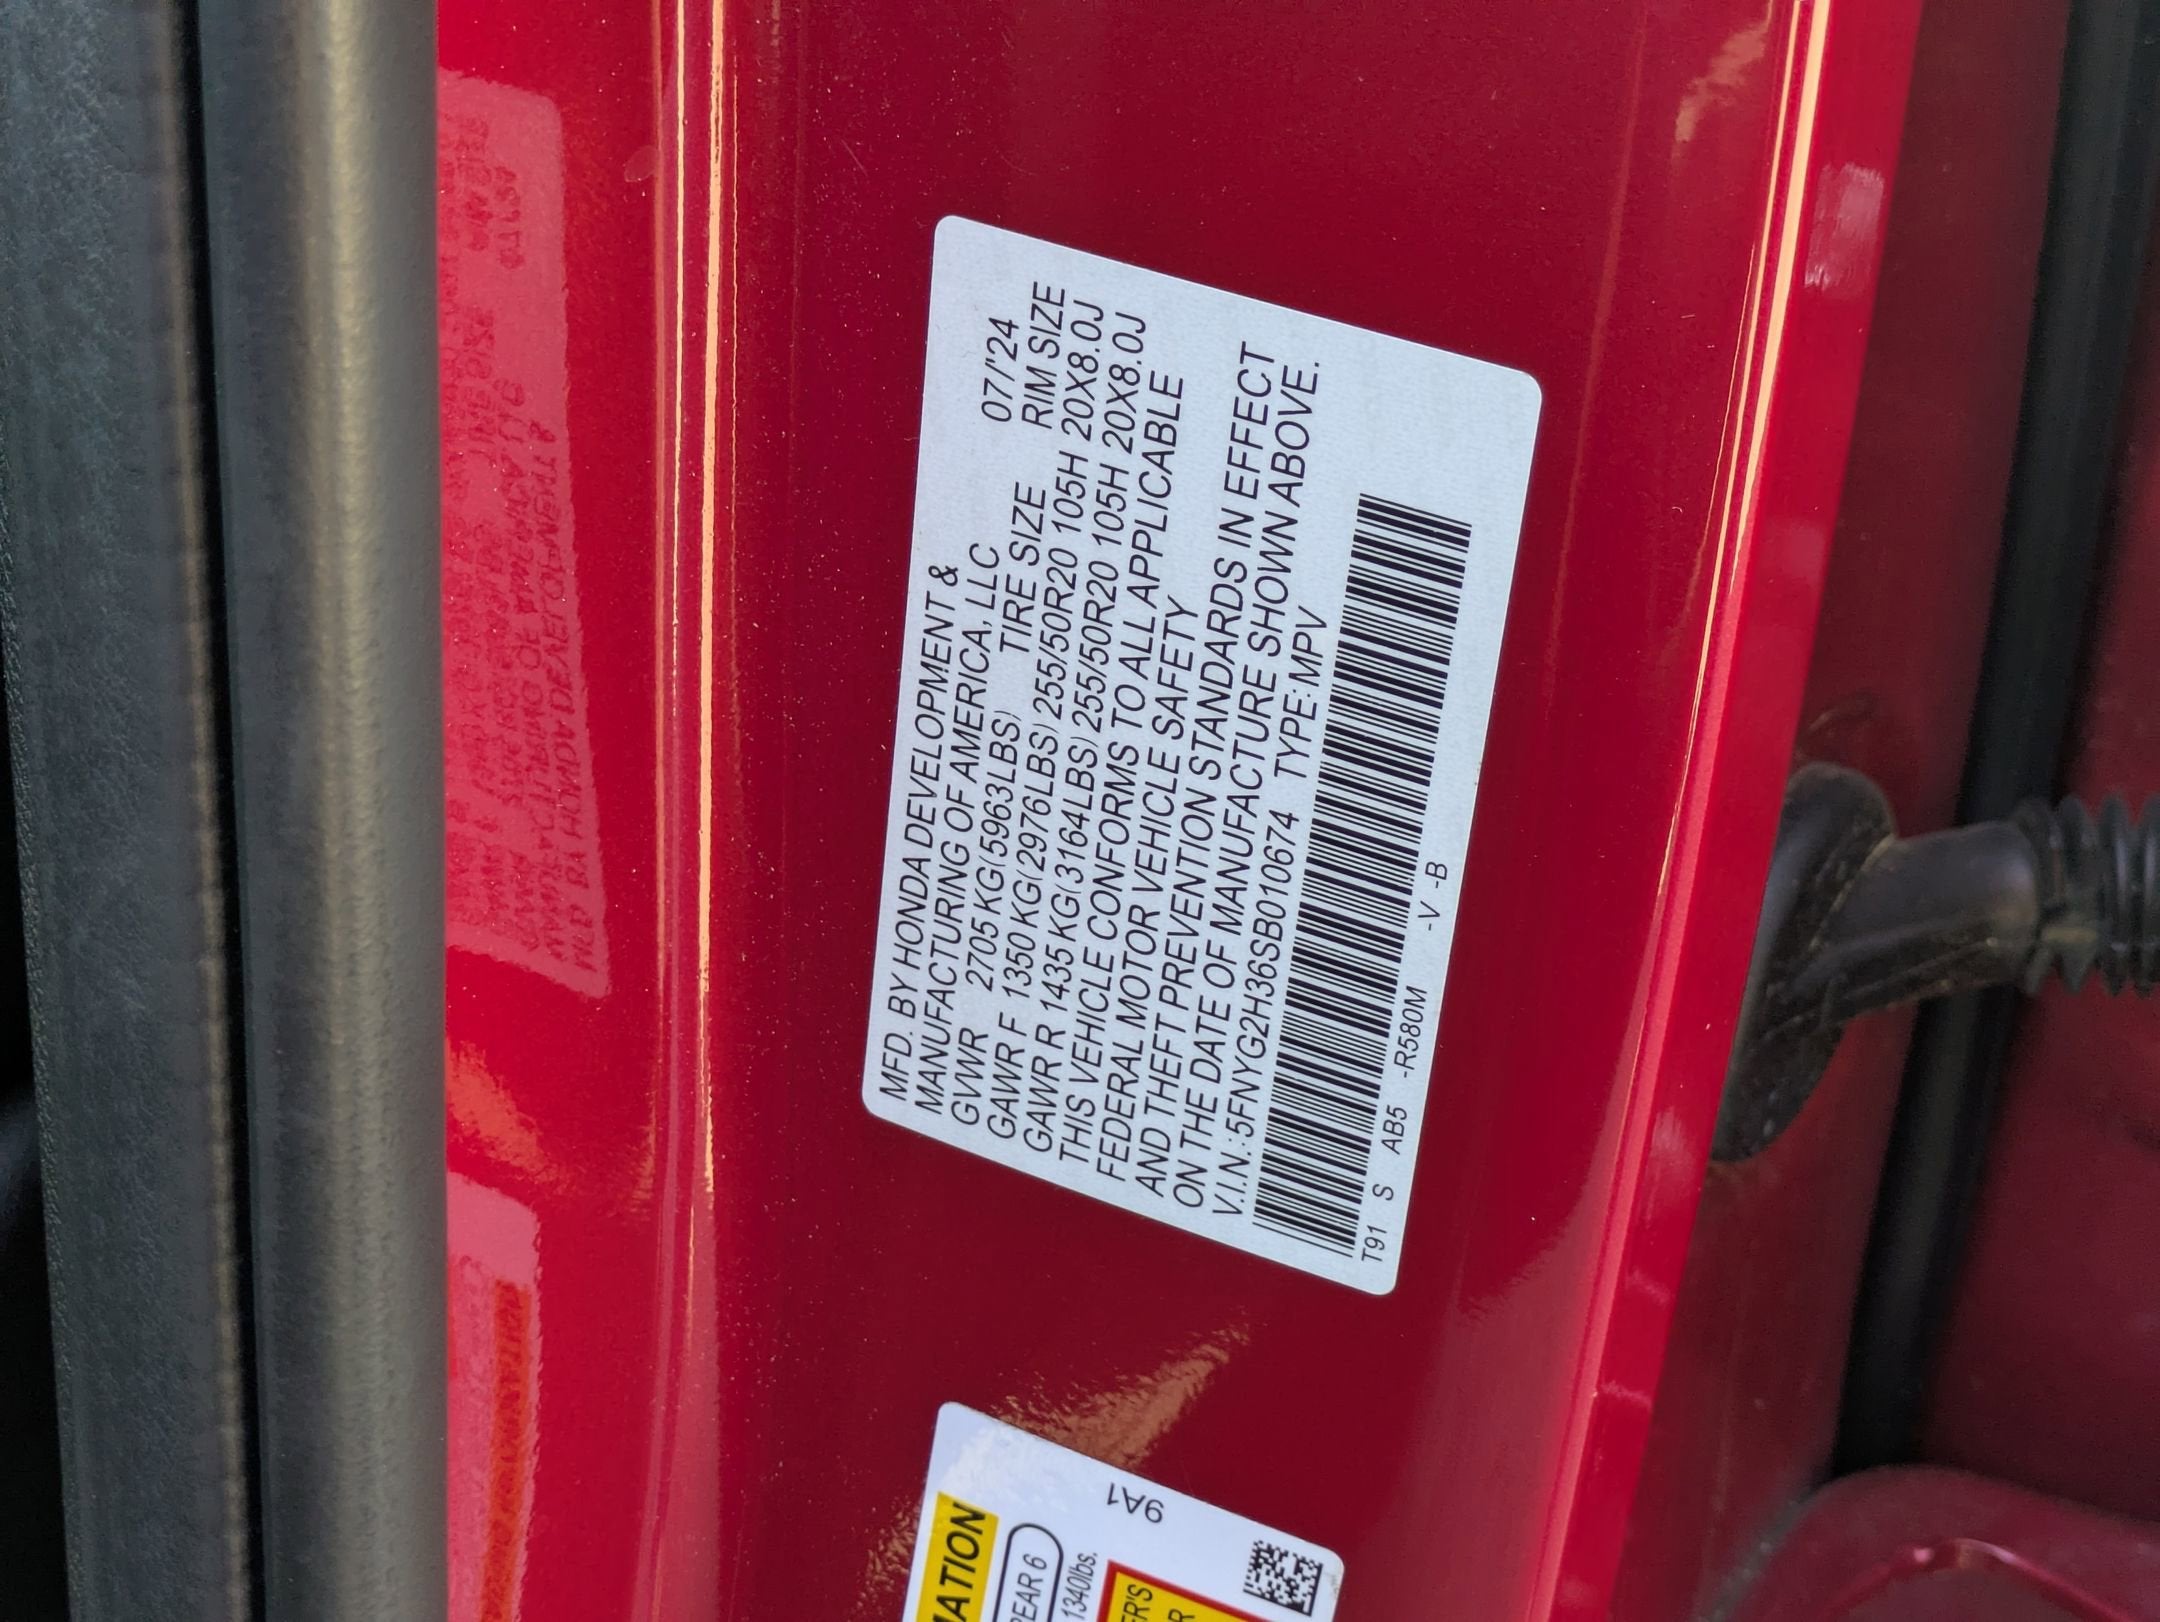 MFD. BY HONDA DEVELOPMENT &
MANUFACTURING OF AMERICA, LLC 07/'24
GVWR 2705 KG(5963LBS) TIRE SIZE RIM SIZE
GAWR F 1350 KG(2976LBS) 255/50R20 105H 20X8.0J
GAWR R 1435 KG(3164LBS) 255/50R20 105H 20X8.0J
THIS VEHICLE CONFORMS TO ALL APPLICABLE
FEDERAL MOTOR VEHICLE SAFETY
AND THEFT PREVENTION STANDARDS IN EFFECT
ON THE DATE OF MANUFACTURE SHOWN ABOVE.
V.I.N.:5FNYG2H36SB010674 TYPE:MPV
T91 S AB5 -R580M -V -B
9A1
REAR 6
1340lbs.